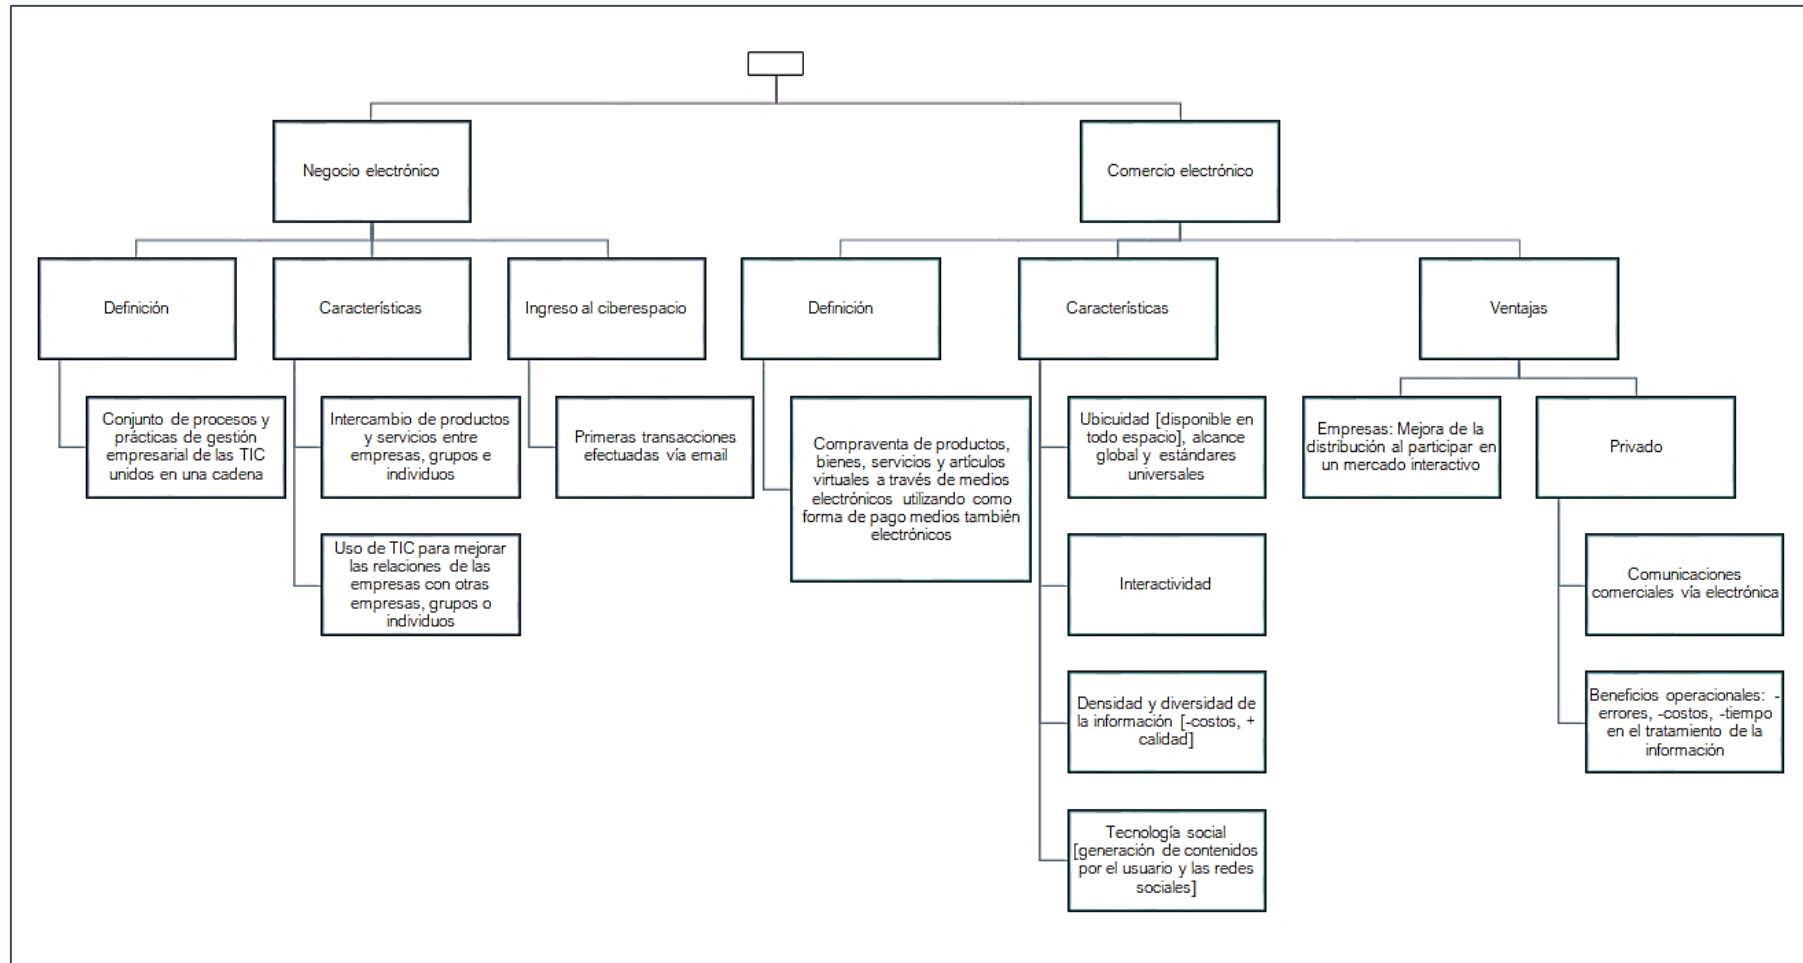 Negocio electrónico
Comercio electrónico
Definición
Características
Ingreso al ciberespacio
Definición
Características
Ventajas
Conjunto de procesos y
prácticas de gestión
empresarial de las TIC
unidos en una cadena
Intercambio de productos
y servicios entre
empresas, grupos e
individuos
Primeras transacciones
efectuadas vía email
Compraventa de productos,
bienes, servicios y artículos
virtuales a través de medios
electrónicos utilizando como
forma de pago medios también
electrónicos
Ubicuidad [disponible en
todo espacio], alcance
global y estándares
universales
Empresas: Mejora de la
distribución al participar en
un mercado interactivo
Privado
Uso de TIC para mejorar
las relaciones de las
empresas con otras
empresas, grupos o
individuos
Interactividad
Comunicaciones
comerciales vía electrónica
Densidad y diversidad de
la información [-costos, +
calidad]
Beneficios operacionales: -
errores, -costos, -tiempo
en el tratamiento de la
información
Tecnología social
[generación de contenidos
por el usuario y las redes
sociales]